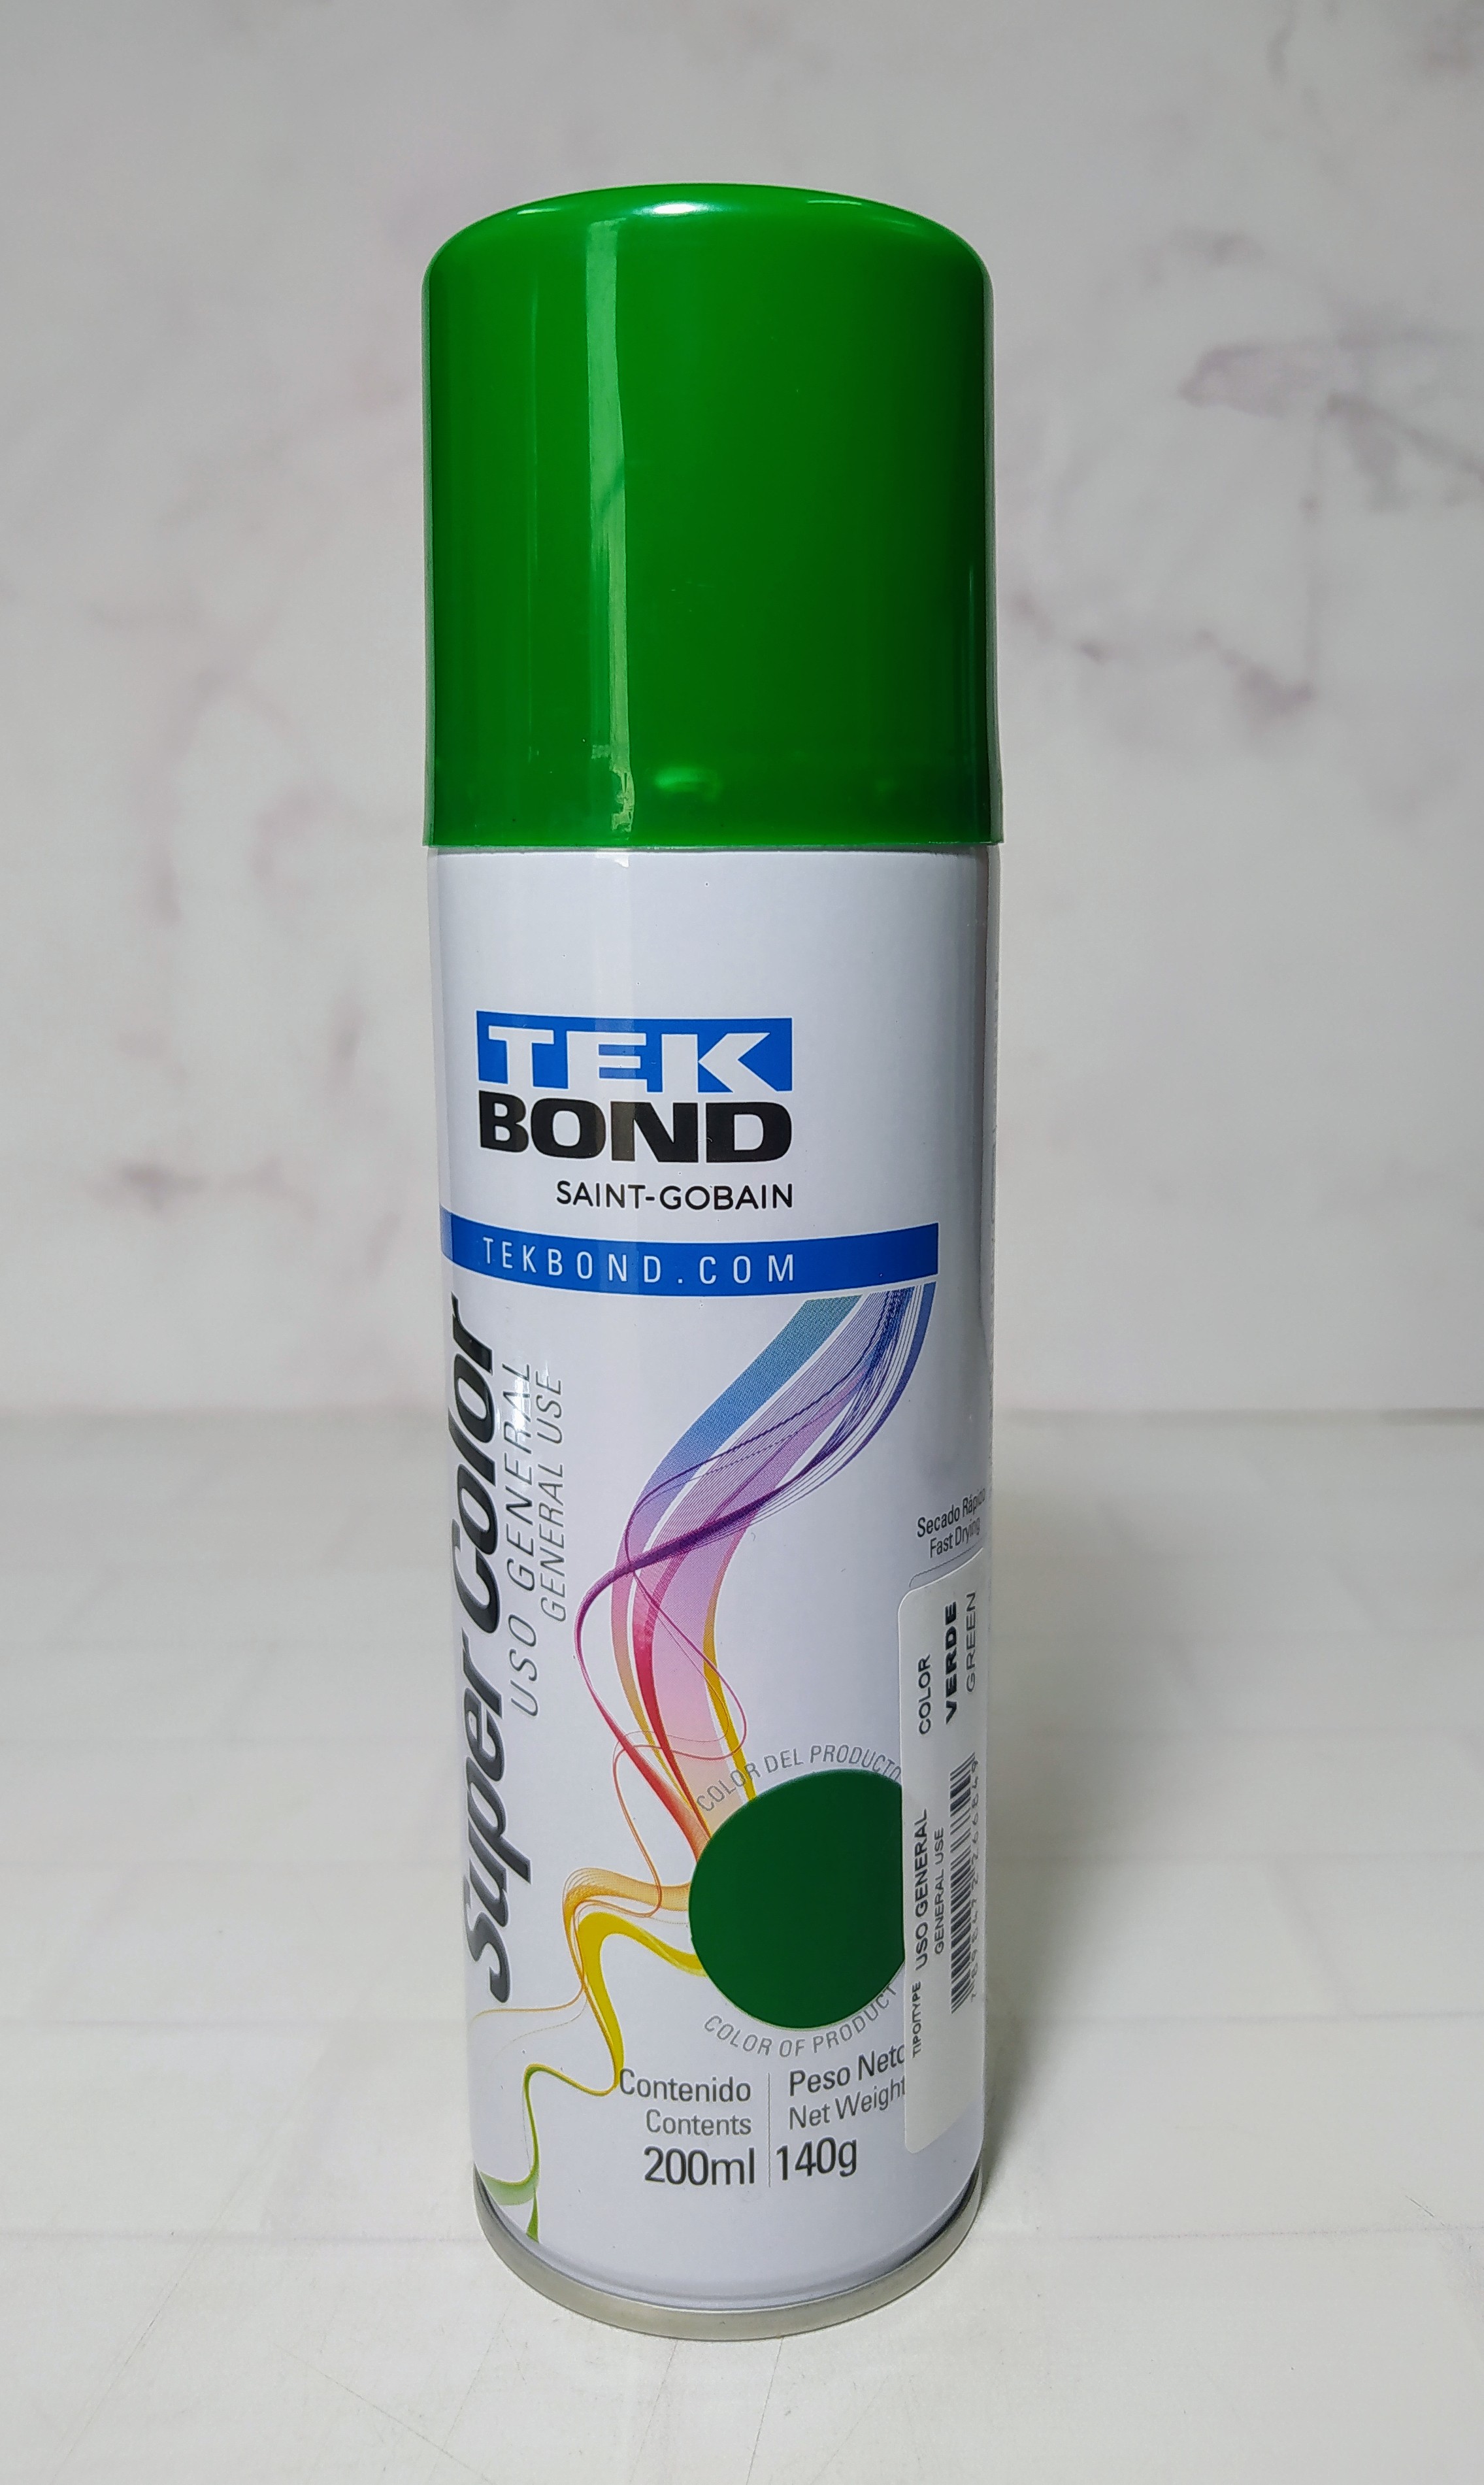 TEK
BOND
SAINT-GOBAIN
TEKBOND.COM
Super Color
USO GENERAL
GENERAL USE
Secado Rápido
Fast Drying
COLOR
VERDE
GREEN
COLOR DEL PRODUCTO
COLOR OF PRODUCT
TIPO/TYPE USO GENERAL
GENERAL USE
Contenido
Contents
200ml
Peso Neto
Net Weight
140g